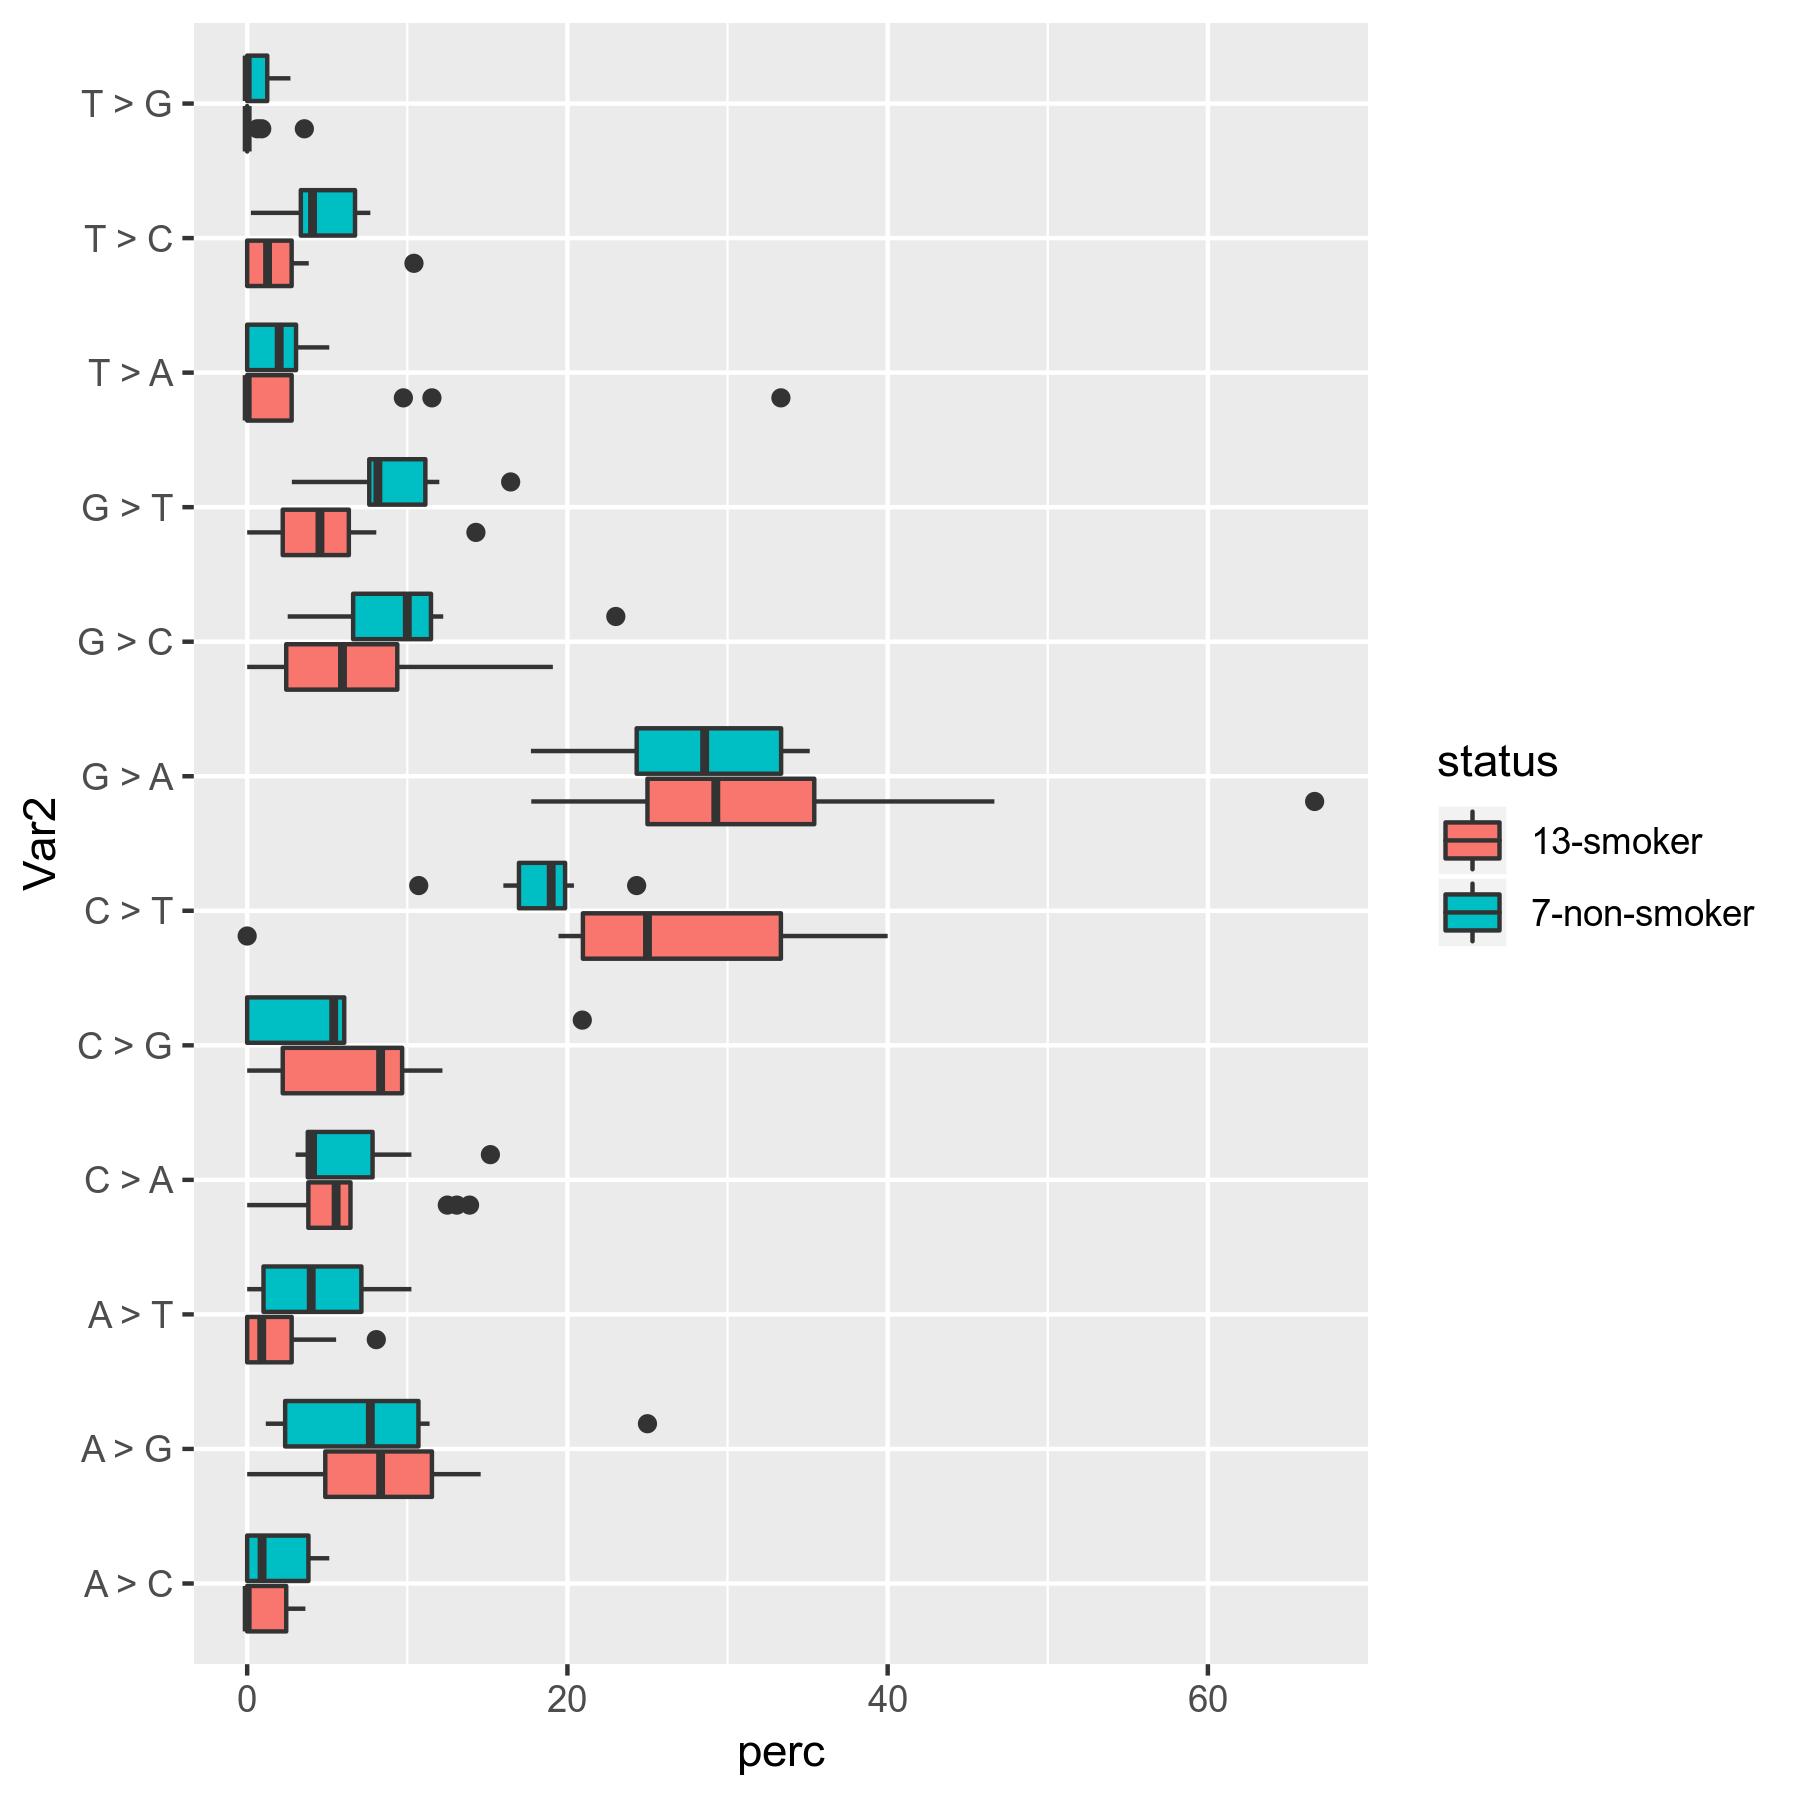 T > G
T > C
T > A
G > T
G > C
G > A
C > T
C > G
C > A
A > T
A > G
A > C
Var2
0 20 40 60
perc
status
13-smoker
7-non-smoker